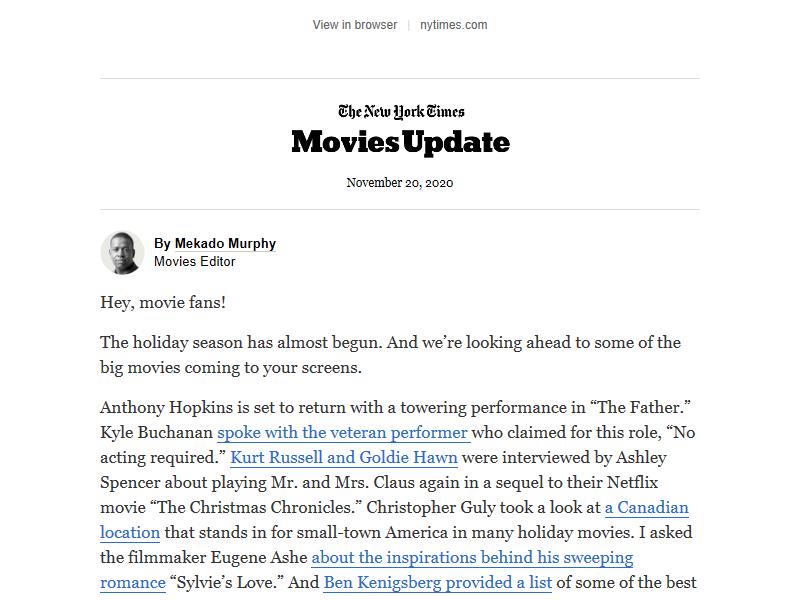 View in browser | nytimes.com
The New York Times
Movies Update
November 20, 2020
By Mekado Murphy
Movies Editor
Hey, movie fans!
The holiday season has almost begun. And we’re looking ahead to some of the
big movies coming to your screens.
Anthony Hopkins is set to return with a towering performance in “The Father.”
Kyle Buchanan spoke with the veteran performer who claimed for this role, “No
acting required.” Kurt Russell and Goldie Hawn were interviewed by Ashley
Spencer about playing Mr. and Mrs. Claus again in a sequel to their Netflix
movie “The Christmas Chronicles.” Christopher Guly took a look at a Canadian
location that stands in for small-town America in many holiday movies. I asked
the filmmaker Eugene Ashe about the inspirations behind his sweeping
romance “Sylvie’s Love.” And Ben Kenigsberg provided a list of some of the best